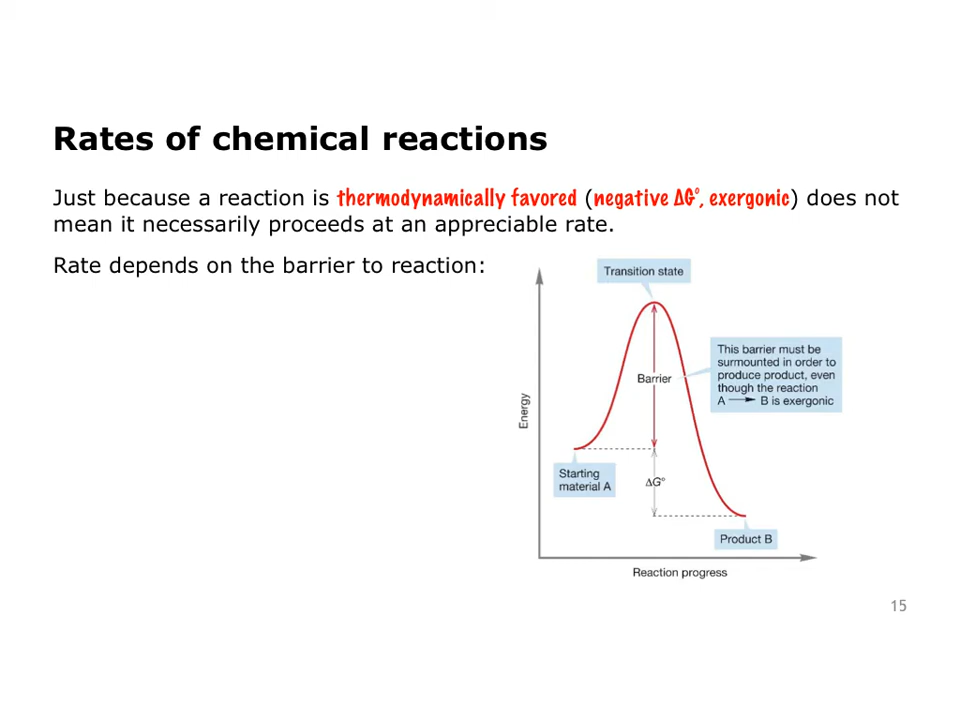 Rates of chemical reactions
Just because a reaction is thermodynamically favored (negative ΔG°, exergonic) does not
mean it necessarily proceeds at an appreciable rate.
Rate depends on the barrier to reaction:
Transition state
This barrier must be
surmounted in order to
produce product, even
though the reaction
A → B is exergonic
Barrier
Energy
Starting
material A
ΔG°
Product B
Reaction progress
15